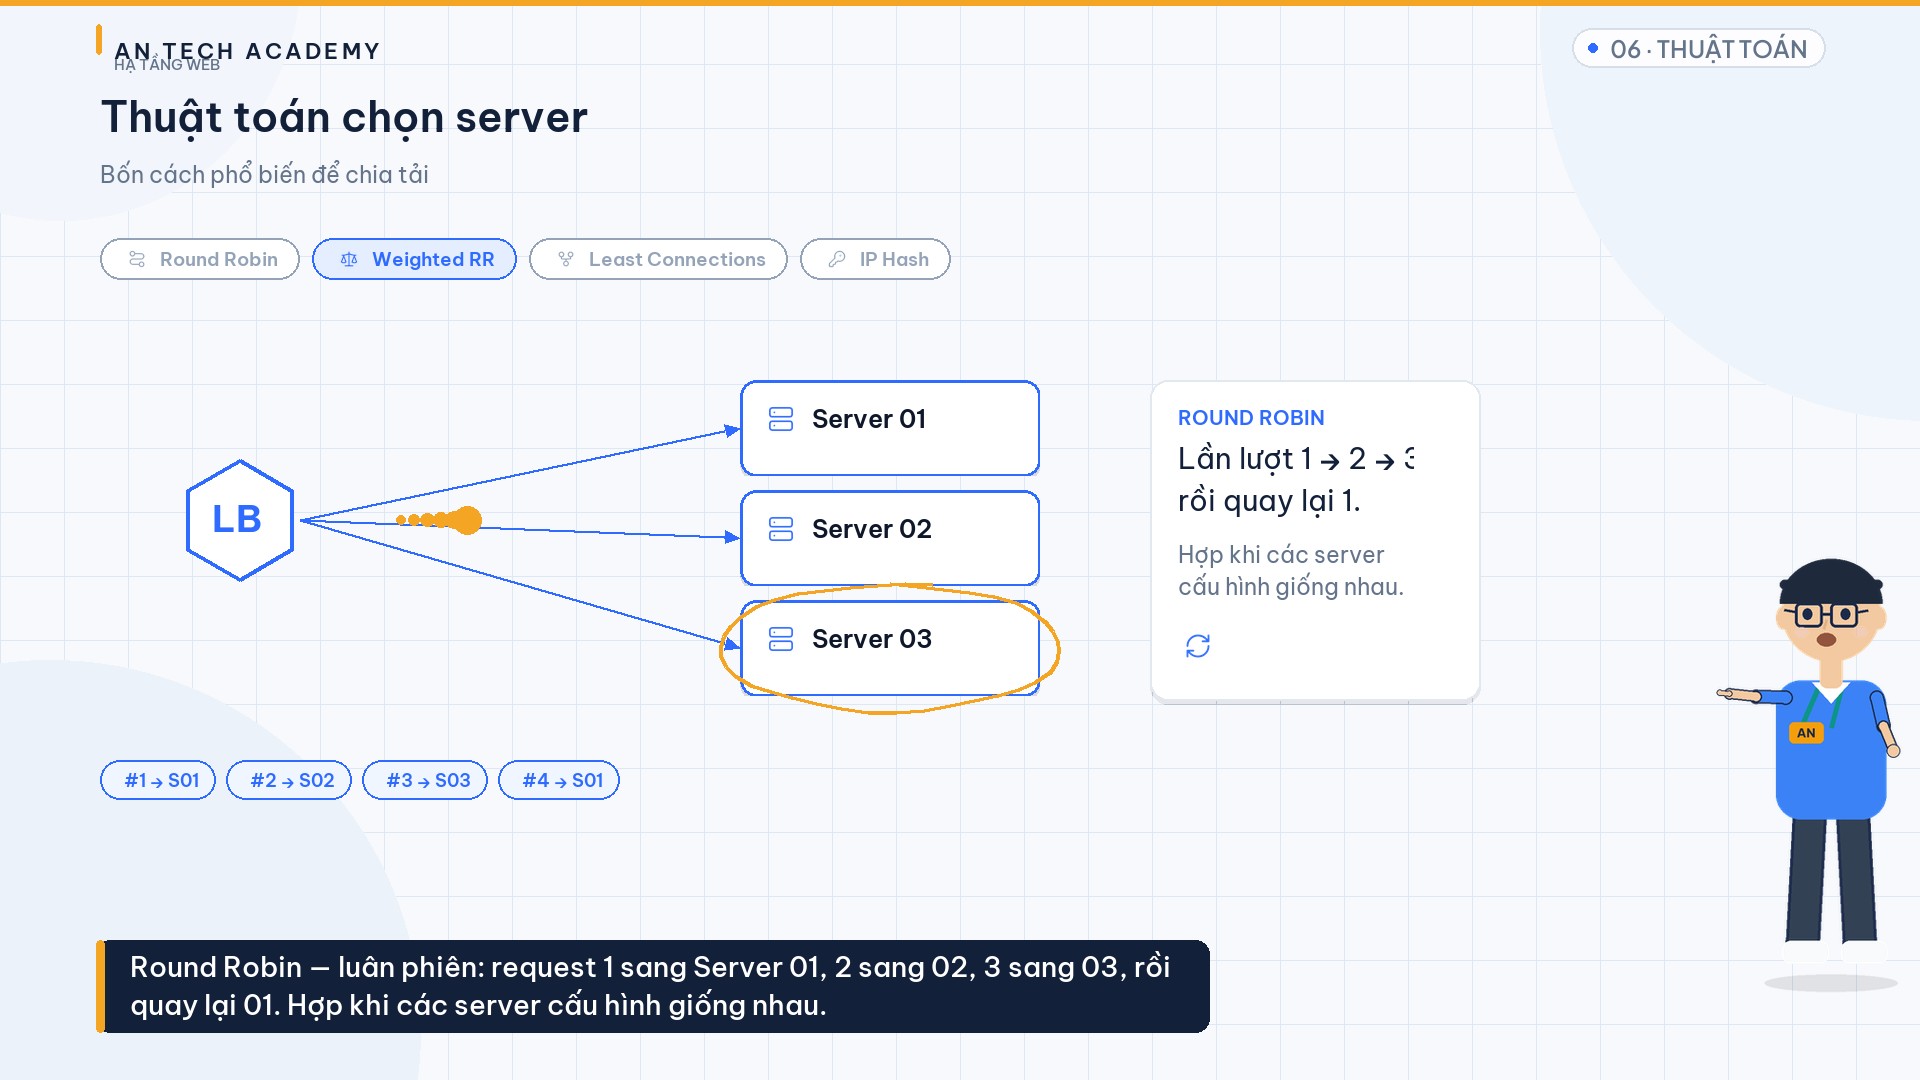 AN TECH ACADEMY
HẠ TẦNG WEB
06 · THUẬT TOÁN
Thuật toán chọn server
Bốn cách phổ biến để chia tải
Round Robin
Weighted RR
Least Connections
IP Hash
LB
Server 01
Server 02
Server 03
ROUND ROBIN
Lần lượt 1 → 2 → 3
rồi quay lại 1.
Hợp khi các server
cấu hình giống nhau.
AN
#1 → S01
#2 → S02
#3 → S03
#4 → S01
Round Robin — luân phiên: request 1 sang Server 01, 2 sang 02, 3 sang 03, rồi
quay lại 01. Hợp khi các server cấu hình giống nhau.